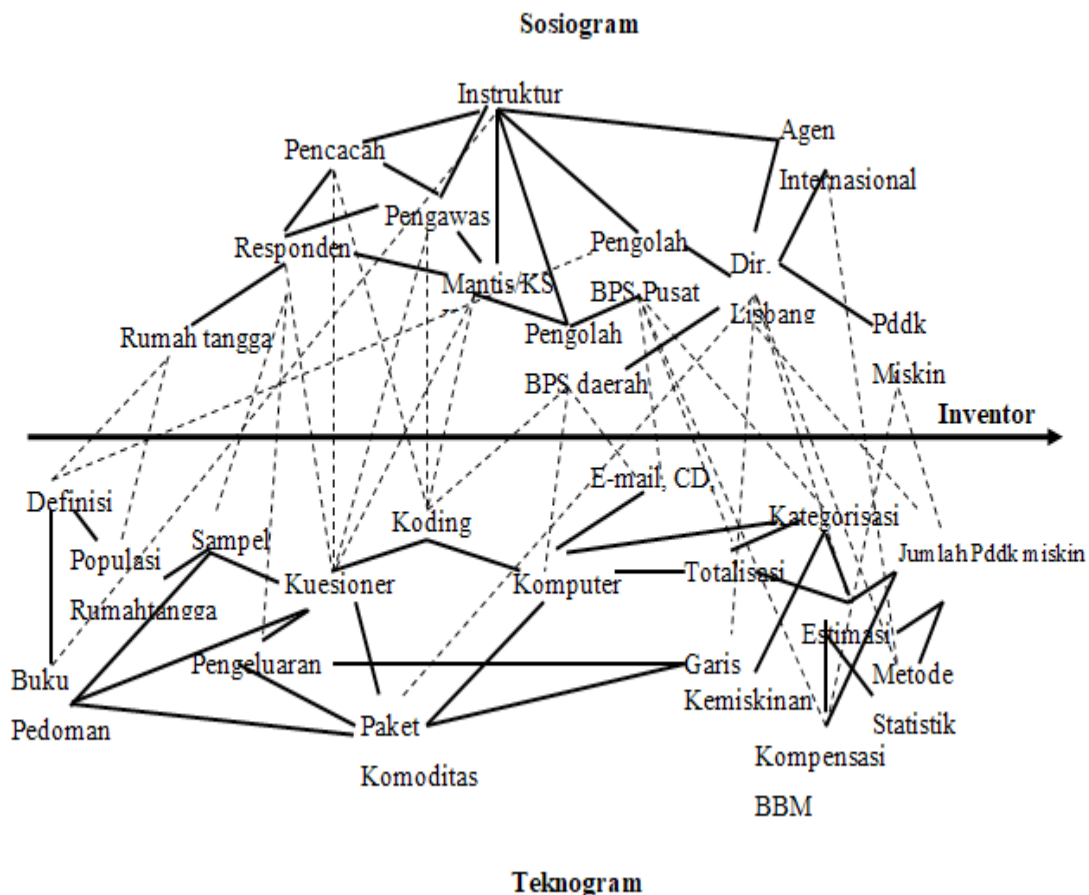 Sosiogram
Instruktur
Agen
Internasional
Pencacah
Pengawas
Responden
Pengolah
BPS Pusat
Dir.
Lisbang
Mantis/KS
Pengolah
BPS daerah
Rumah tangga
Pddk
Miskin
Inventor
E-mail, CD,
Definisi
Koding
Kategorisasi
Populasi
Rumahtangga
Sampel
Kuesioner
Komputer
Totalisasi
Jumlah Pddk miskin
Estimasi
Pengeluaran
Garis
Kemiskinan
Metode
Statistik
Buku
Pedoman
Paket
Komoditas
Kompensasi
BBM
Teknogram